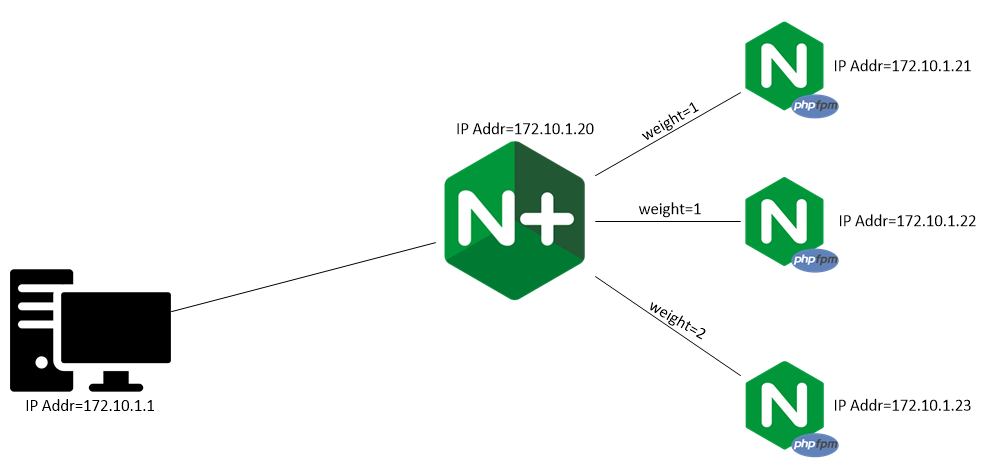 N
IP Addr=172.10.1.21
php fpm
weight=1
IP Addr=172.10.1.20
N+
weight=1
N
IP Addr=172.10.1.22
php fpm
weight=2
IP Addr=172.10.1.1
N
IP Addr=172.10.1.23
php fpm